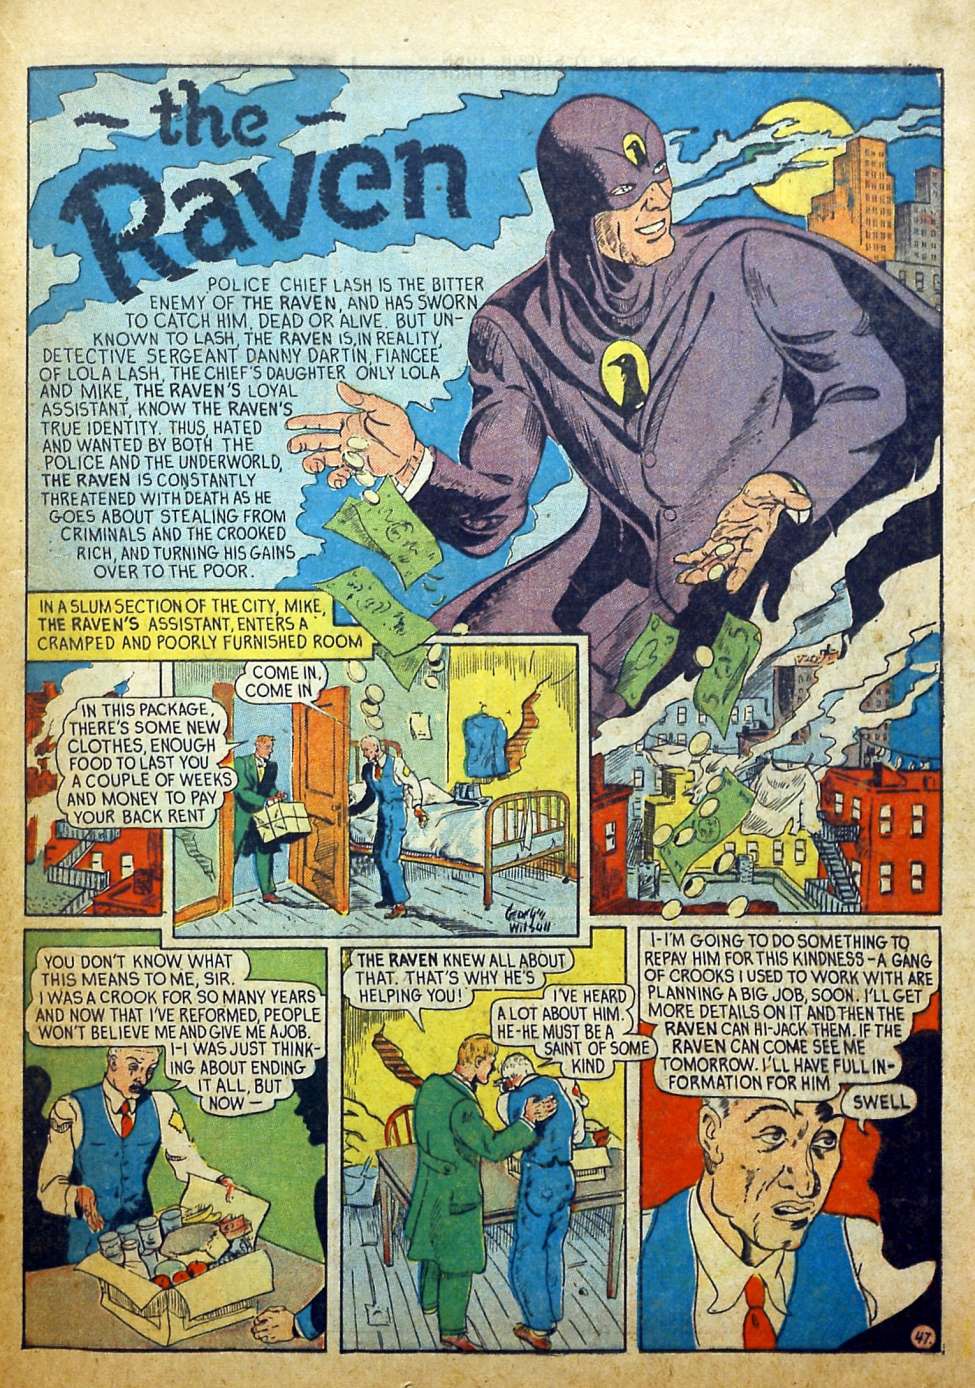 - the -
Raven
POLICE CHIEF LASH IS THE BITTER
ENEMY OF THE RAVEN, AND HAS SWORN
TO CATCH HIM, DEAD OR ALIVE. BUT UN-
KNOWN TO LASH, THE RAVEN IS, IN REALITY,
DETECTIVE SERGEANT DANNY DARTIN, FIANCEE
OF LOLA LASH, THE CHIEF'S DAUGHTER ONLY LOLA
AND MIKE, THE RAVEN'S LOYAL
ASSISTANT, KNOW THE RAVEN'S
TRUE IDENTITY. THUS, HATED
AND WANTED BY BOTH THE
POLICE AND THE UNDERWORLD,
THE RAVEN IS CONSTANTLY
THREATENED WITH DEATH AS HE
GOES ABOUT STEALING FROM
CRIMINALS AND THE CROOKED
RICH, AND TURNING HIS GAINS
OVER TO THE POOR.
IN A SLUM SECTION OF THE CITY, MIKE,
THE RAVEN'S ASSISTANT, ENTERS A
CRAMPED AND POORLY FURNISHED ROOM
COME IN,
COME IN
IN THIS PACKAGE,
THERE'S SOME NEW
CLOTHES, ENOUGH
FOOD TO LAST YOU
A COUPLE OF WEEKS
AND MONEY TO PAY
YOUR BACK RENT
George
Wilson
YOU DON'T KNOW WHAT
THIS MEANS TO ME, SIR.
I WAS A CROOK FOR SO MANY YEARS
AND NOW THAT I'VE REFORMED, PEOPLE
WON'T BELIEVE ME AND GIVE ME A JOB.
I-I WAS JUST THINK-
ING ABOUT ENDING
IT ALL, BUT
NOW -
THE RAVEN KNEW ALL ABOUT
THAT. THAT'S WHY HE'S
HELPING YOU!
I'VE HEARD
A LOT ABOUT HIM.
HE-HE MUST BE A
SAINT OF SOME
KIND
I-I'M GOING TO DO SOMETHING TO
REPAY HIM FOR THIS KINDNESS - A GANG
OF CROOKS I USED TO WORK WITH ARE
PLANNING A BIG JOB, SOON. I'LL GET
MORE DETAILS ON IT AND THEN THE
RAVEN CAN HI-JACK THEM. IF THE
RAVEN CAN COME SEE ME
TOMORROW. I'LL HAVE FULL IN-
FORMATION FOR HIM
SWELL
47.